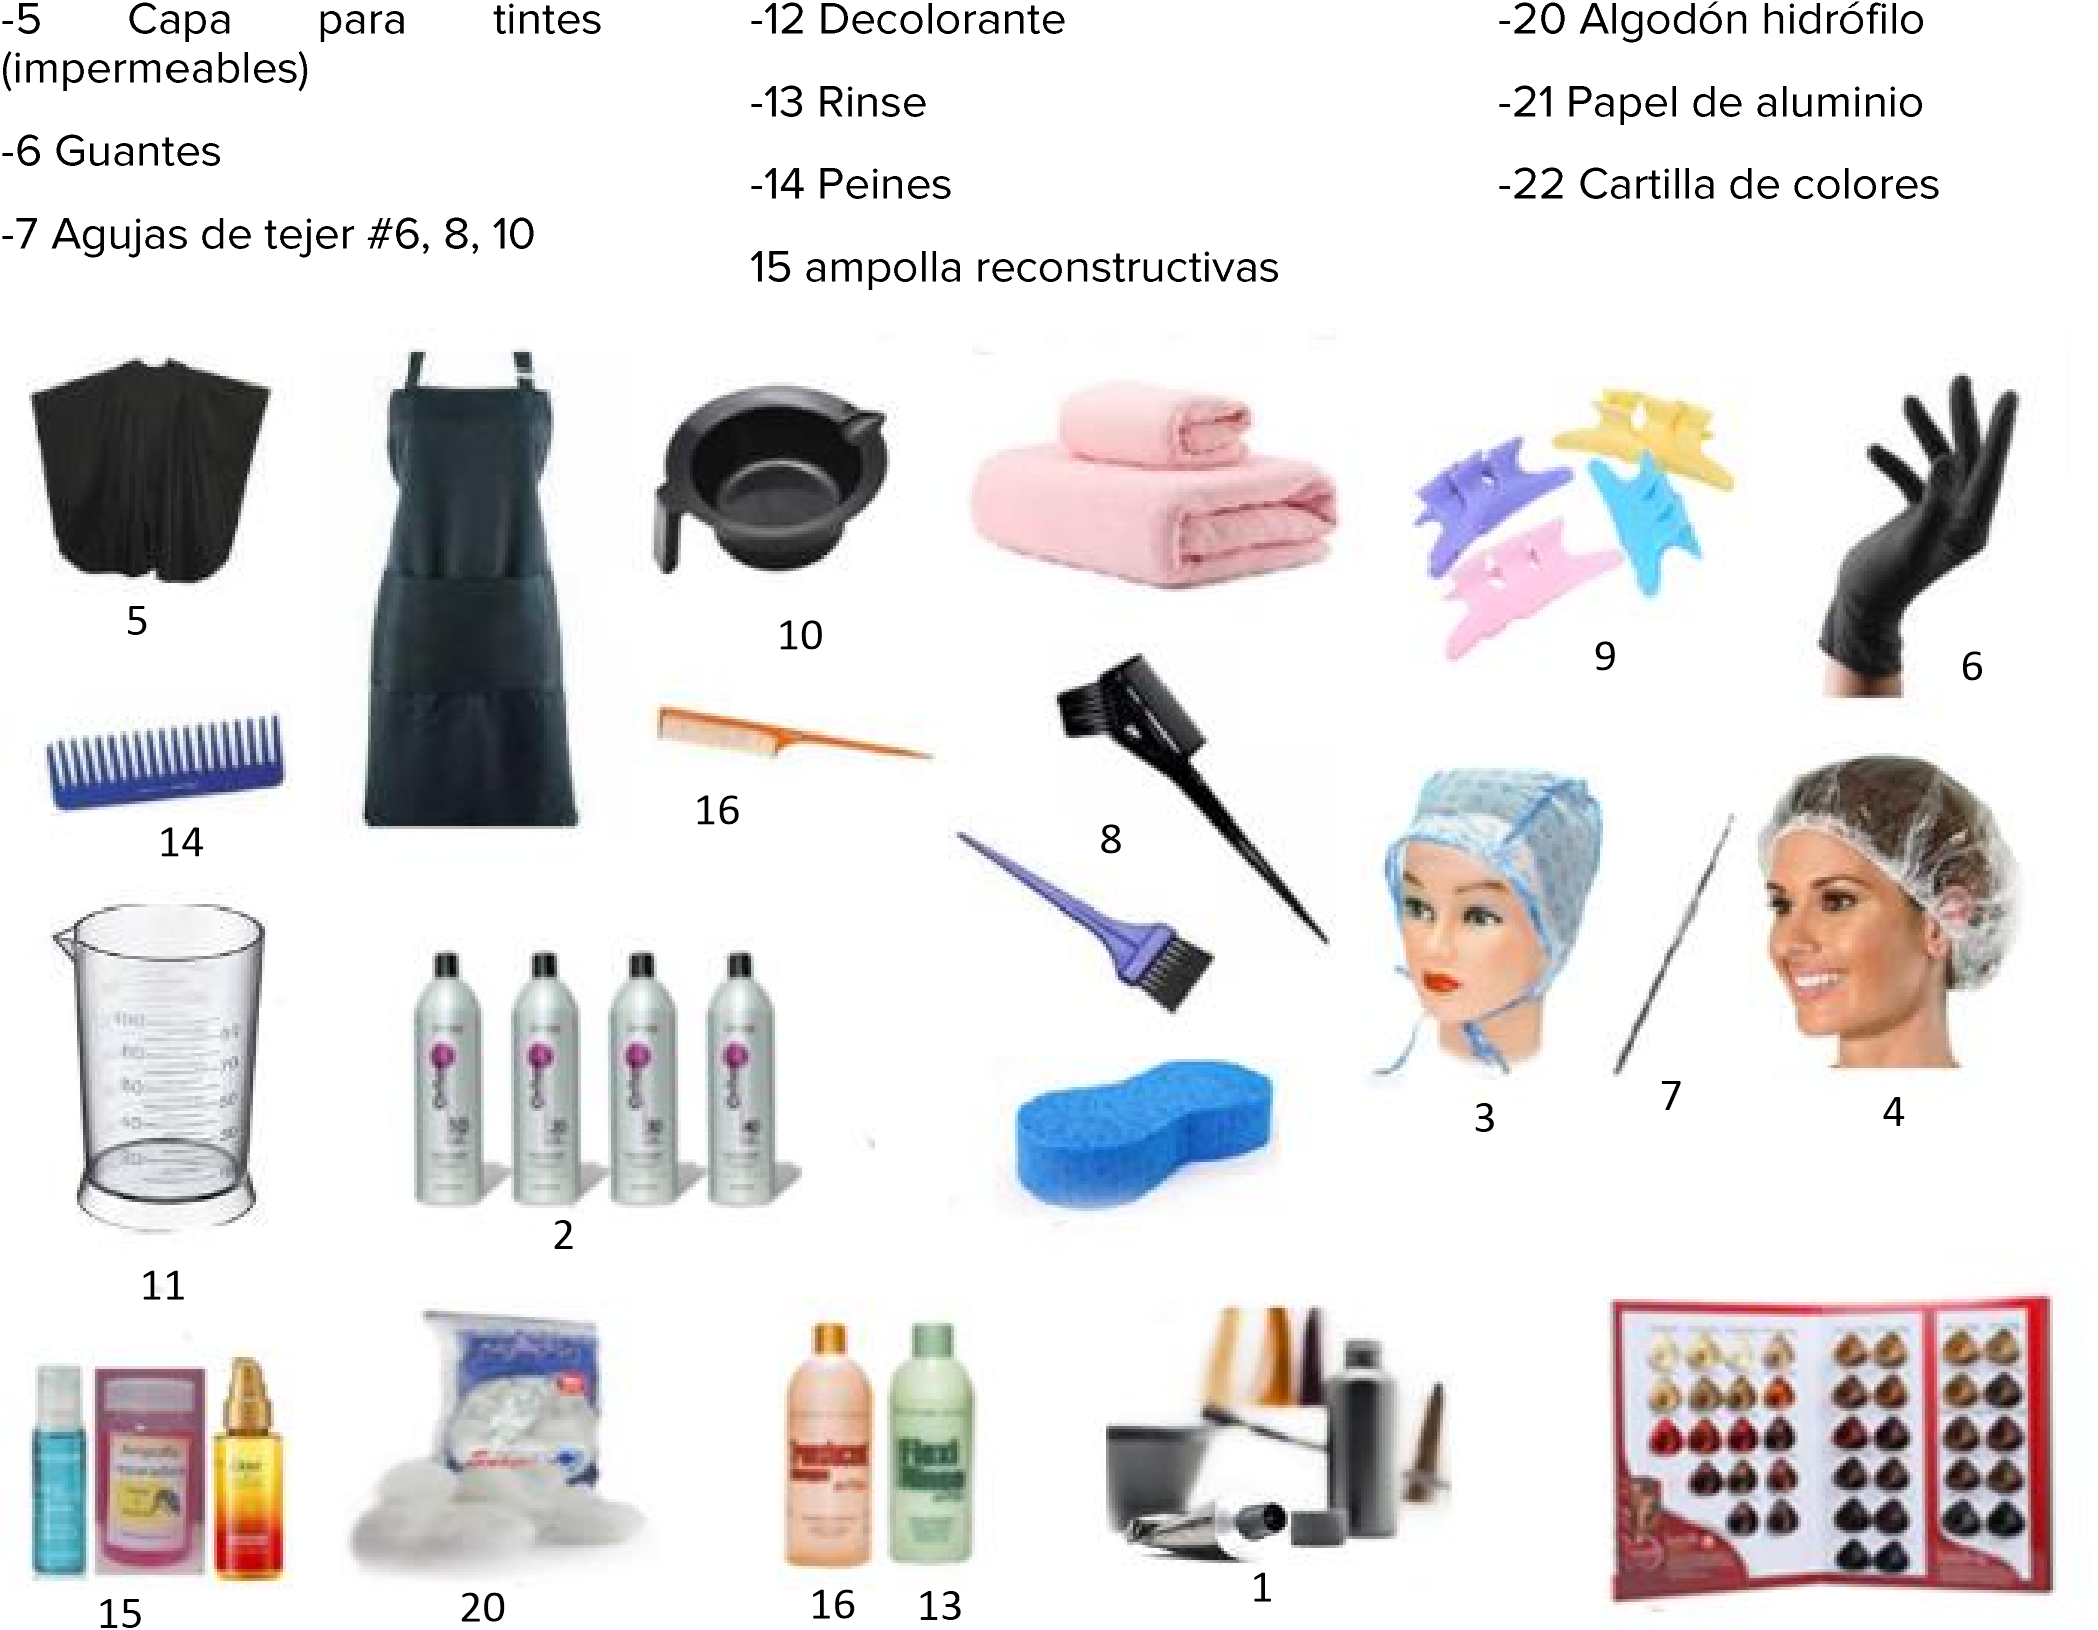 -5 Capa para tintes
(impermeables)
-6 Guantes
-7 Agujas de tejer #6, 8, 10
-12 Decolorante
-13 Rinse
-14 Peines
15 ampolla reconstructivas
-20 Algodón hidrófilo
-21 Papel de aluminio
-22 Cartilla de colores
5
10
9
6
14
16
8
3
7
4
11
2
15
20
16
13
1